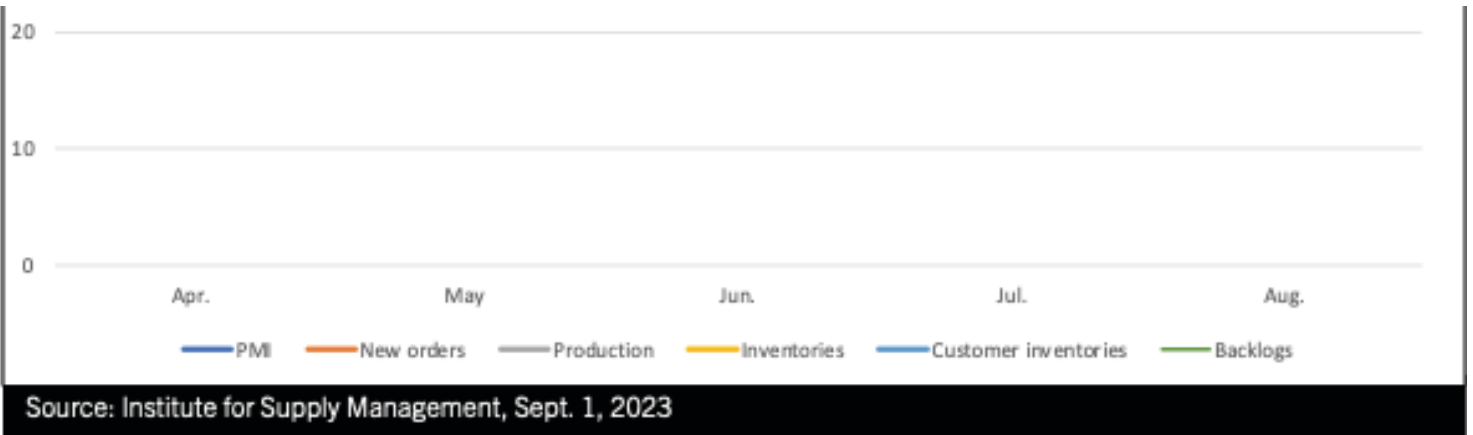 20
10
0
Apr. May Jun. Jul. Aug.
PMI New orders Production Inventories Customer inventories Backlogs
Source: Institute for Supply Management, Sept. 1, 2023